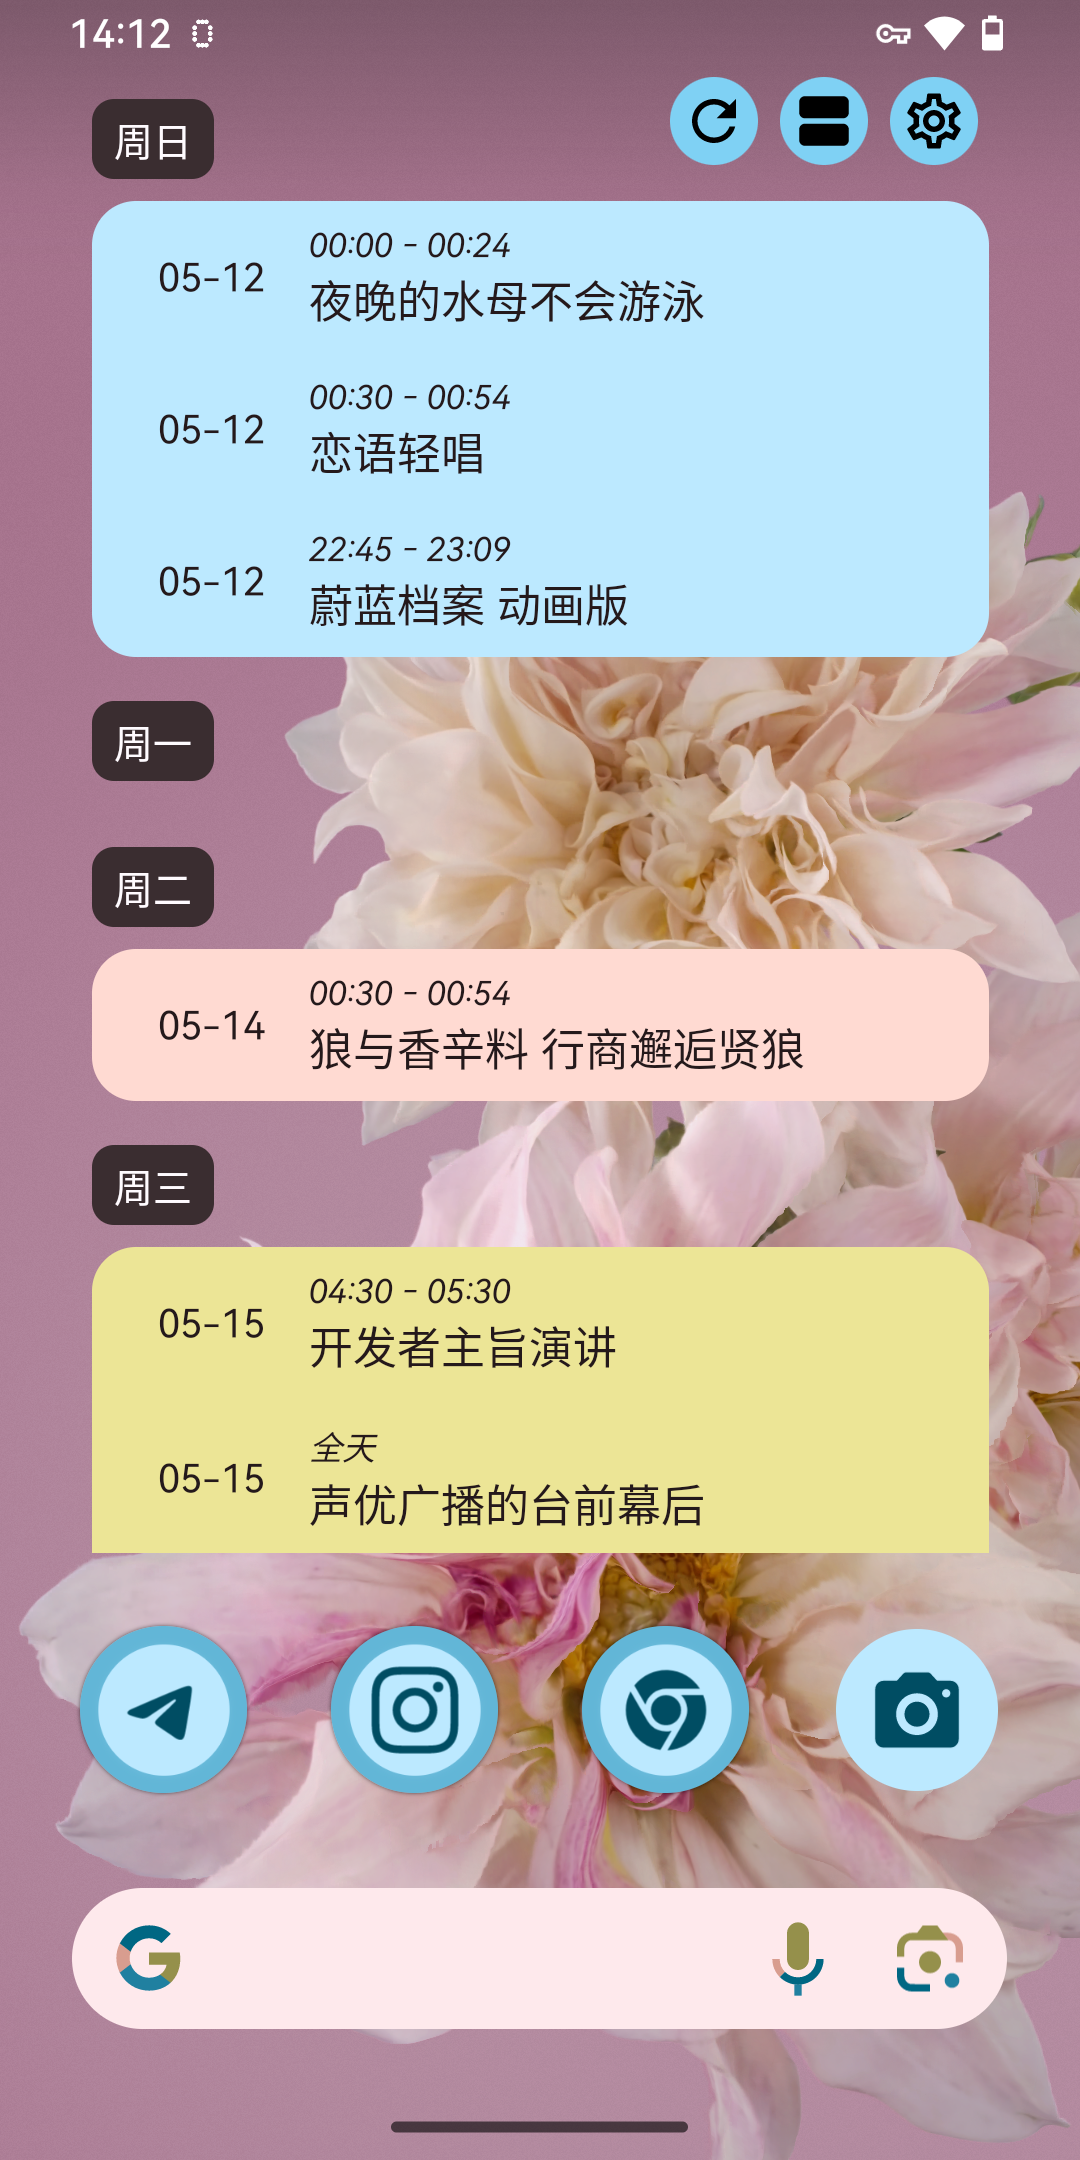 14:12
周日
00:00 - 00:24
05-12
夜晚的水母不会游泳
00:30 - 00:54
05-12
恋语轻唱
22:45 - 23:09
05-12
蔚蓝档案 动画版
周一
周二
00:30 - 00:54
05-14
狼与香辛料 行商邂逅贤狼
周三
04:30 - 05:30
05-15
开发者主旨演讲
全天
05-15
声优广播的台前幕后